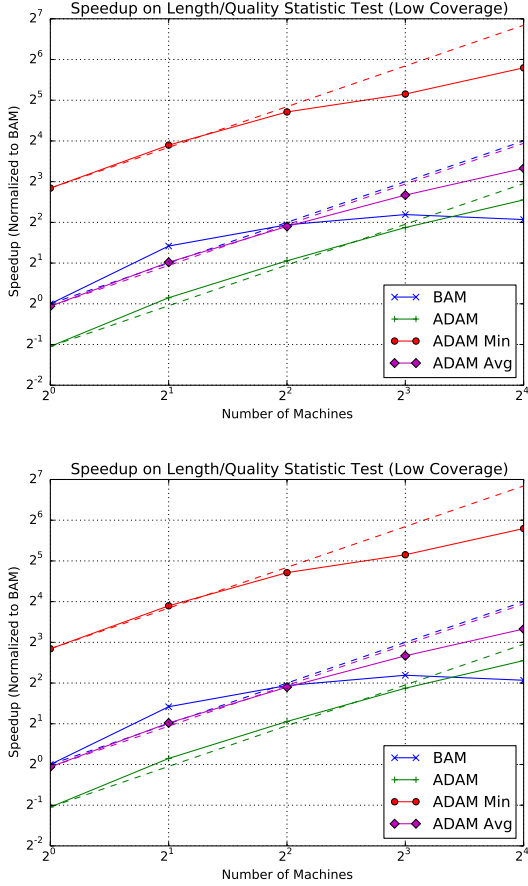 Speedup on Length/Quality Statistic Test (Low Coverage)
2^7
2^6
2^5
2^4
2^3
2^2
2^1
2^0
2^-1
2^-2
Speedup (Normalized to BAM)
BAM
ADAM
ADAM Min
ADAM Avg
2^0 2^1 2^2 2^3 2^4
Number of Machines
Speedup on Length/Quality Statistic Test (Low Coverage)
2^7
2^6
2^5
2^4
2^3
2^2
2^1
2^0
2^-1
2^-2
Speedup (Normalized to BAM)
BAM
ADAM
ADAM Min
ADAM Avg
2^0 2^1 2^2 2^3 2^4
Number of Machines